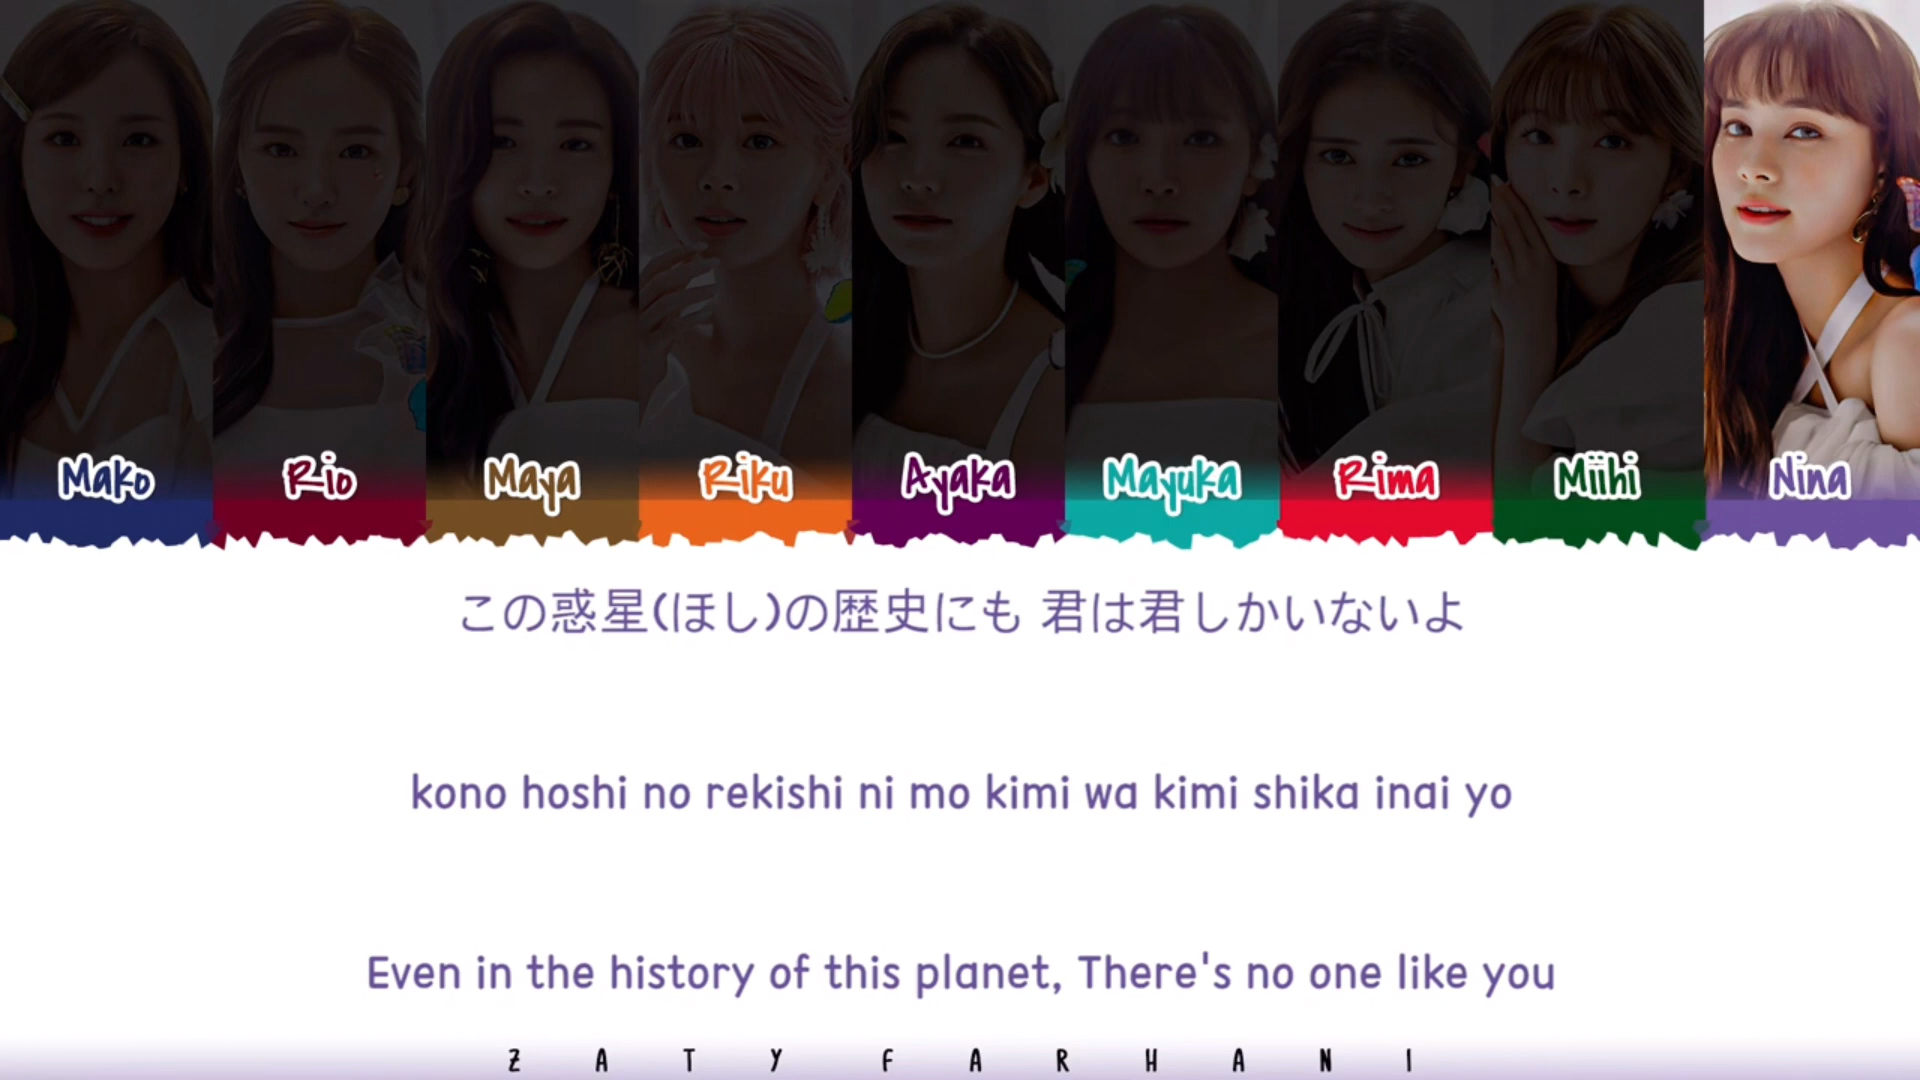 Mako Rio Maya Riku Ayaka Mayuka Rima Miihi Nina
この惑星(ほし)の歴史にも 君は君しかいないよ
kono hoshi no rekishi ni mo kimi wa kimi shika inai yo
Even in the history of this planet, There's no one like you
ZATY FARHANI